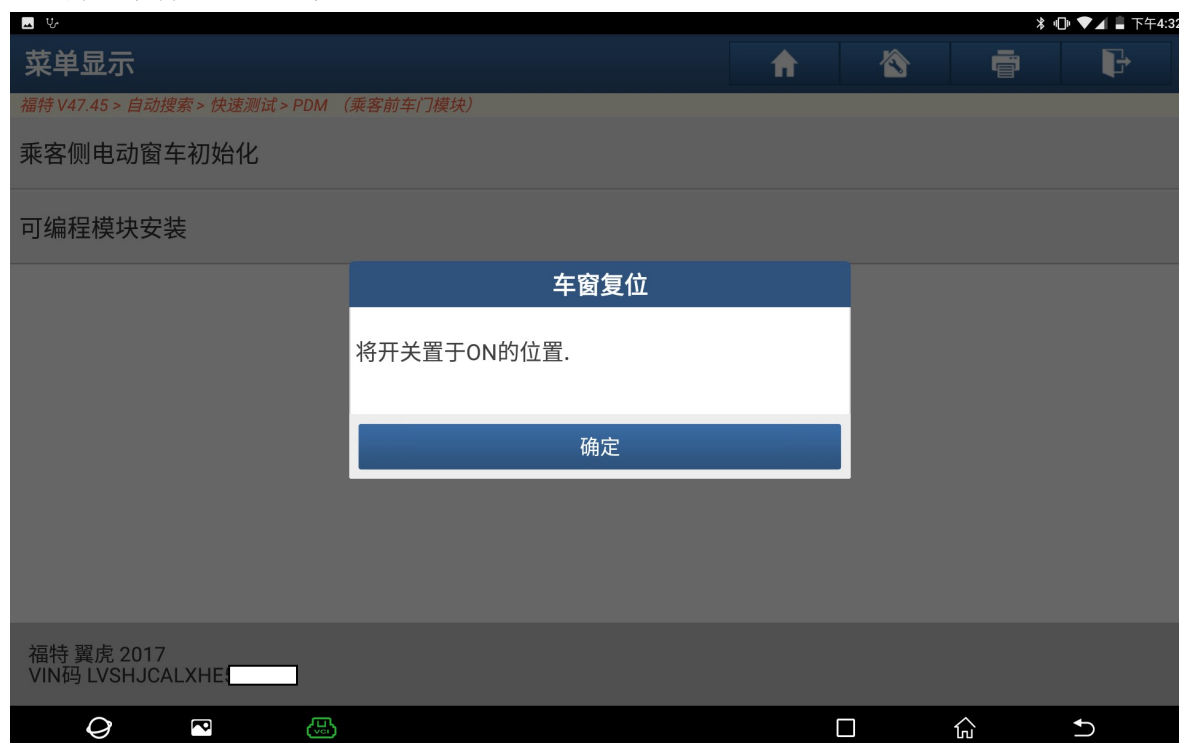 下午4:32
菜单显示
福特 V47.45 > 自动搜索 > 快速测试 > PDM （乘客前车门模块）
乘客侧电动窗车初始化
可编程模块安装
车窗复位
将开关置于ON的位置.
确定
福特 翼虎 2017
VIN码 LVSHJCALXHE
VCI